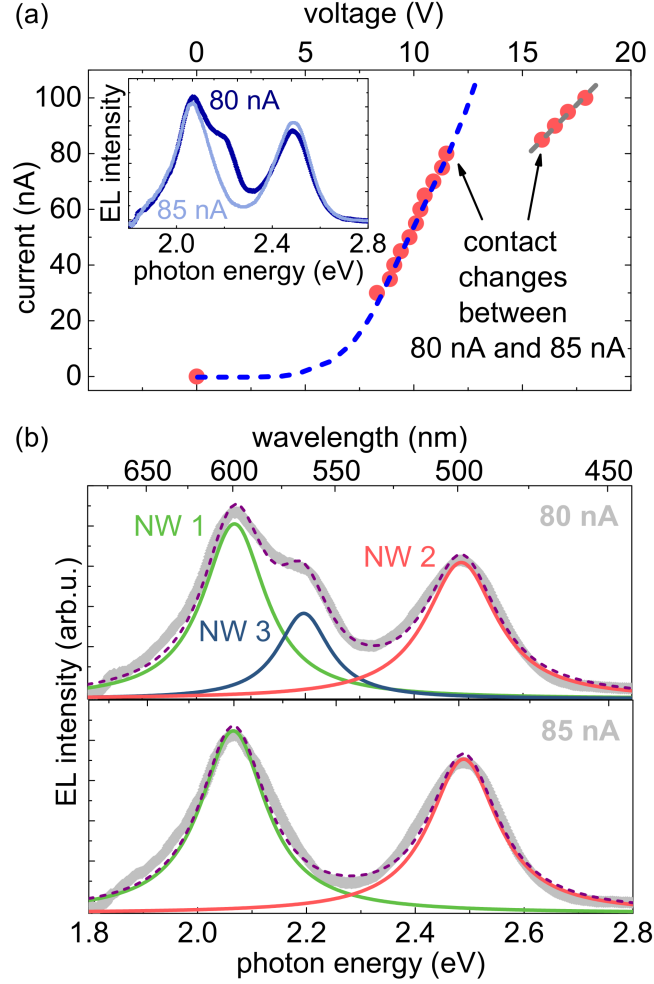 (a)
voltage (V)
0 5 10 15 20
100
80
60
40
20
0
current (nA)
80 nA
85 nA
EL intensity
2.0 2.4 2.8
photon energy (eV)
contact
changes
between
80 nA and 85 nA
(b)
wavelength (nm)
650 600 550 500 450
80 nA
NW 1
NW 2
NW 3
EL intensity (arb.u.)
85 nA
1.8 2.0 2.2 2.4 2.6 2.8
photon energy (eV)